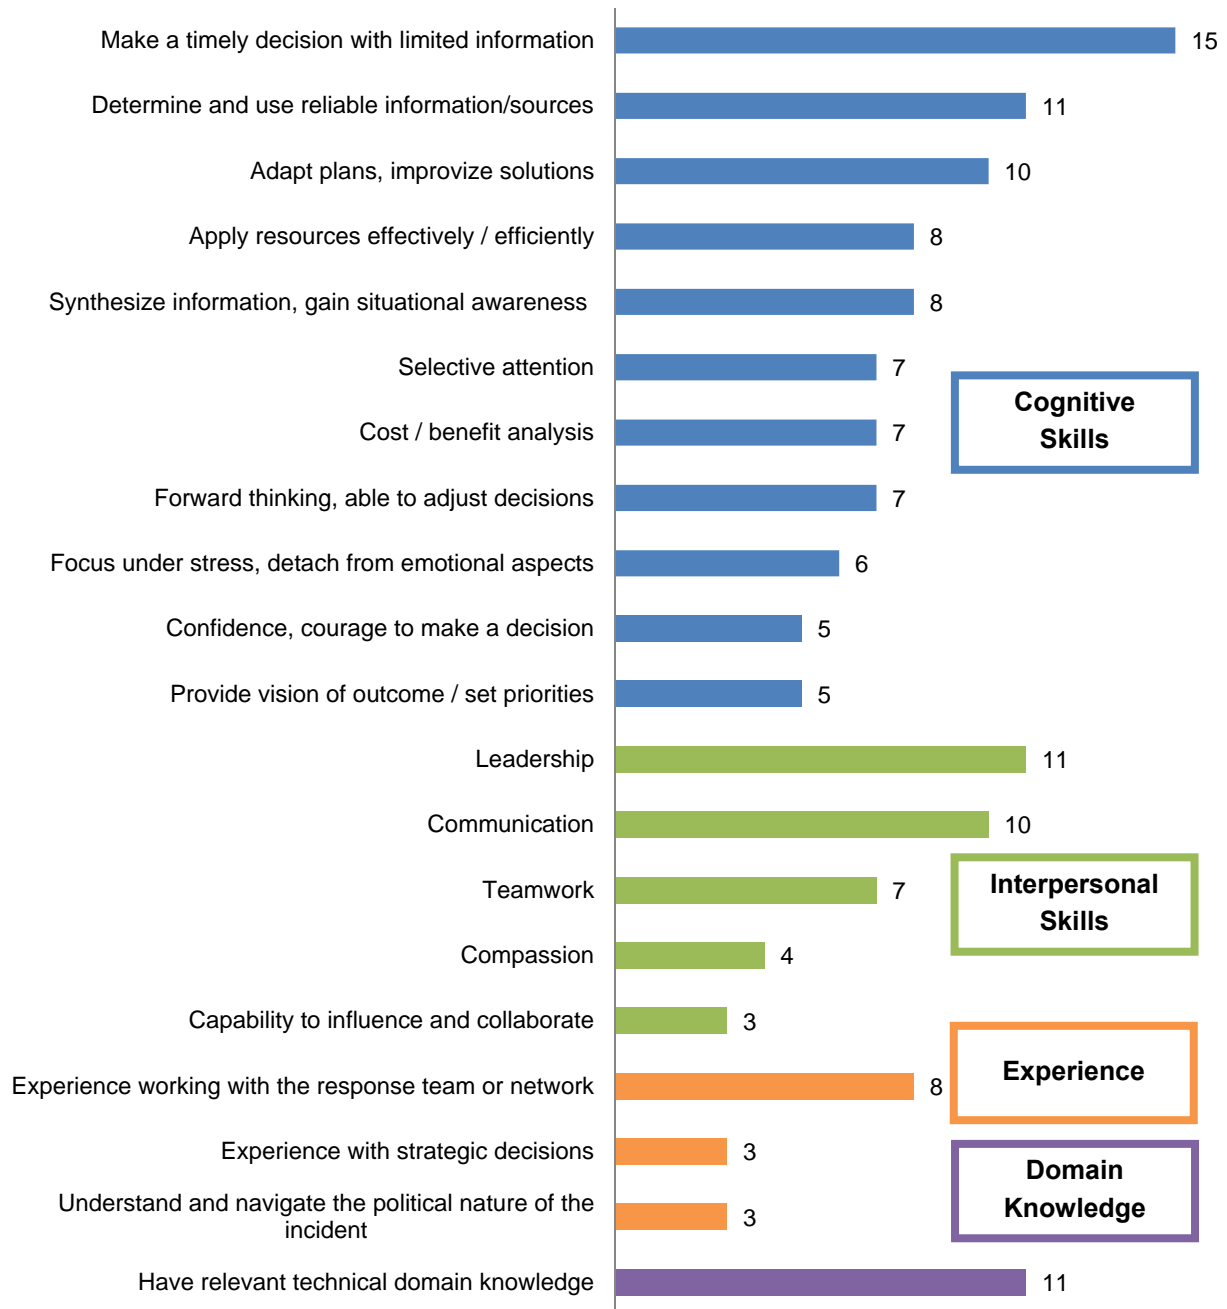 Make a timely decision with limited information 15
Determine and use reliable information/sources 11
Adapt plans, improvize solutions 10
Apply resources effectively / efficiently 8
Synthesize information, gain situational awareness 8
Selective attention 7
Cost / benefit analysis 7
Forward thinking, able to adjust decisions 7
Cognitive
Skills
Focus under stress, detach from emotional aspects 6
Confidence, courage to make a decision 5
Provide vision of outcome / set priorities 5
Leadership 11
Communication 10
Teamwork 7
Interpersonal
Skills
Compassion 4
Capability to influence and collaborate 3
Experience working with the response team or network 8
Experience
Experience with strategic decisions 3
Understand and navigate the political nature of the
incident 3
Domain
Knowledge
Have relevant technical domain knowledge 11